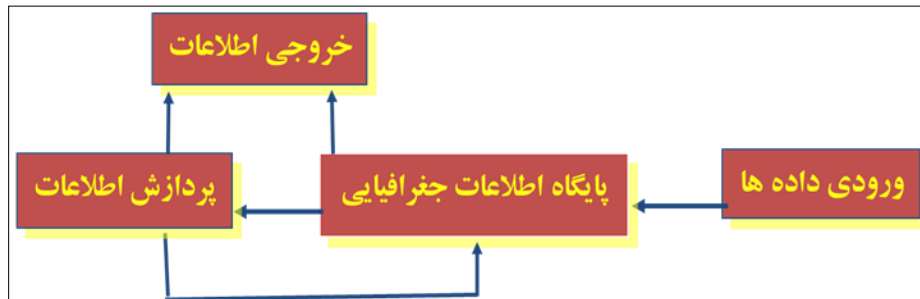 خروجی اطلاعات
ورودی داده ها
پایگاه اطلاعات جغرافیایی
پردازش اطلاعات